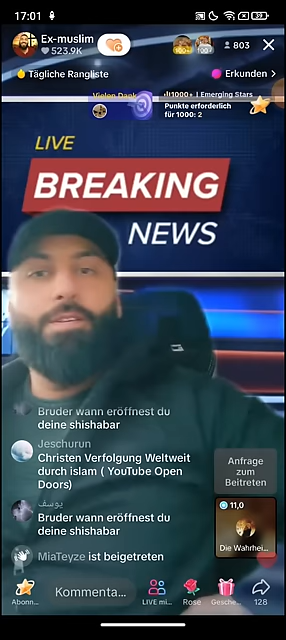 17:01
39
Ex-muslim
523.9K
803
Tägliche Rangliste
Erkunden >
Vielen Dank
1000+ | Emerging Stars
Punkte erforderlich
für 1000: 2
LIVE
BREAKING
NEWS
Bruder wann eröffnest du
deine shishabar
Jeschurun
Christen Verfolgung Weltweit
durch islam ( YouTube Open
Doors)
يوسف
Bruder wann eröffnest du
deine shishabar
MiaTeyze ist beigetreten
Anfrage
zum
Beitreten
11,0
Die Wahrhei...
Kommenta...
Abonn...
LIVE mi...
Rose
Gesche...
128